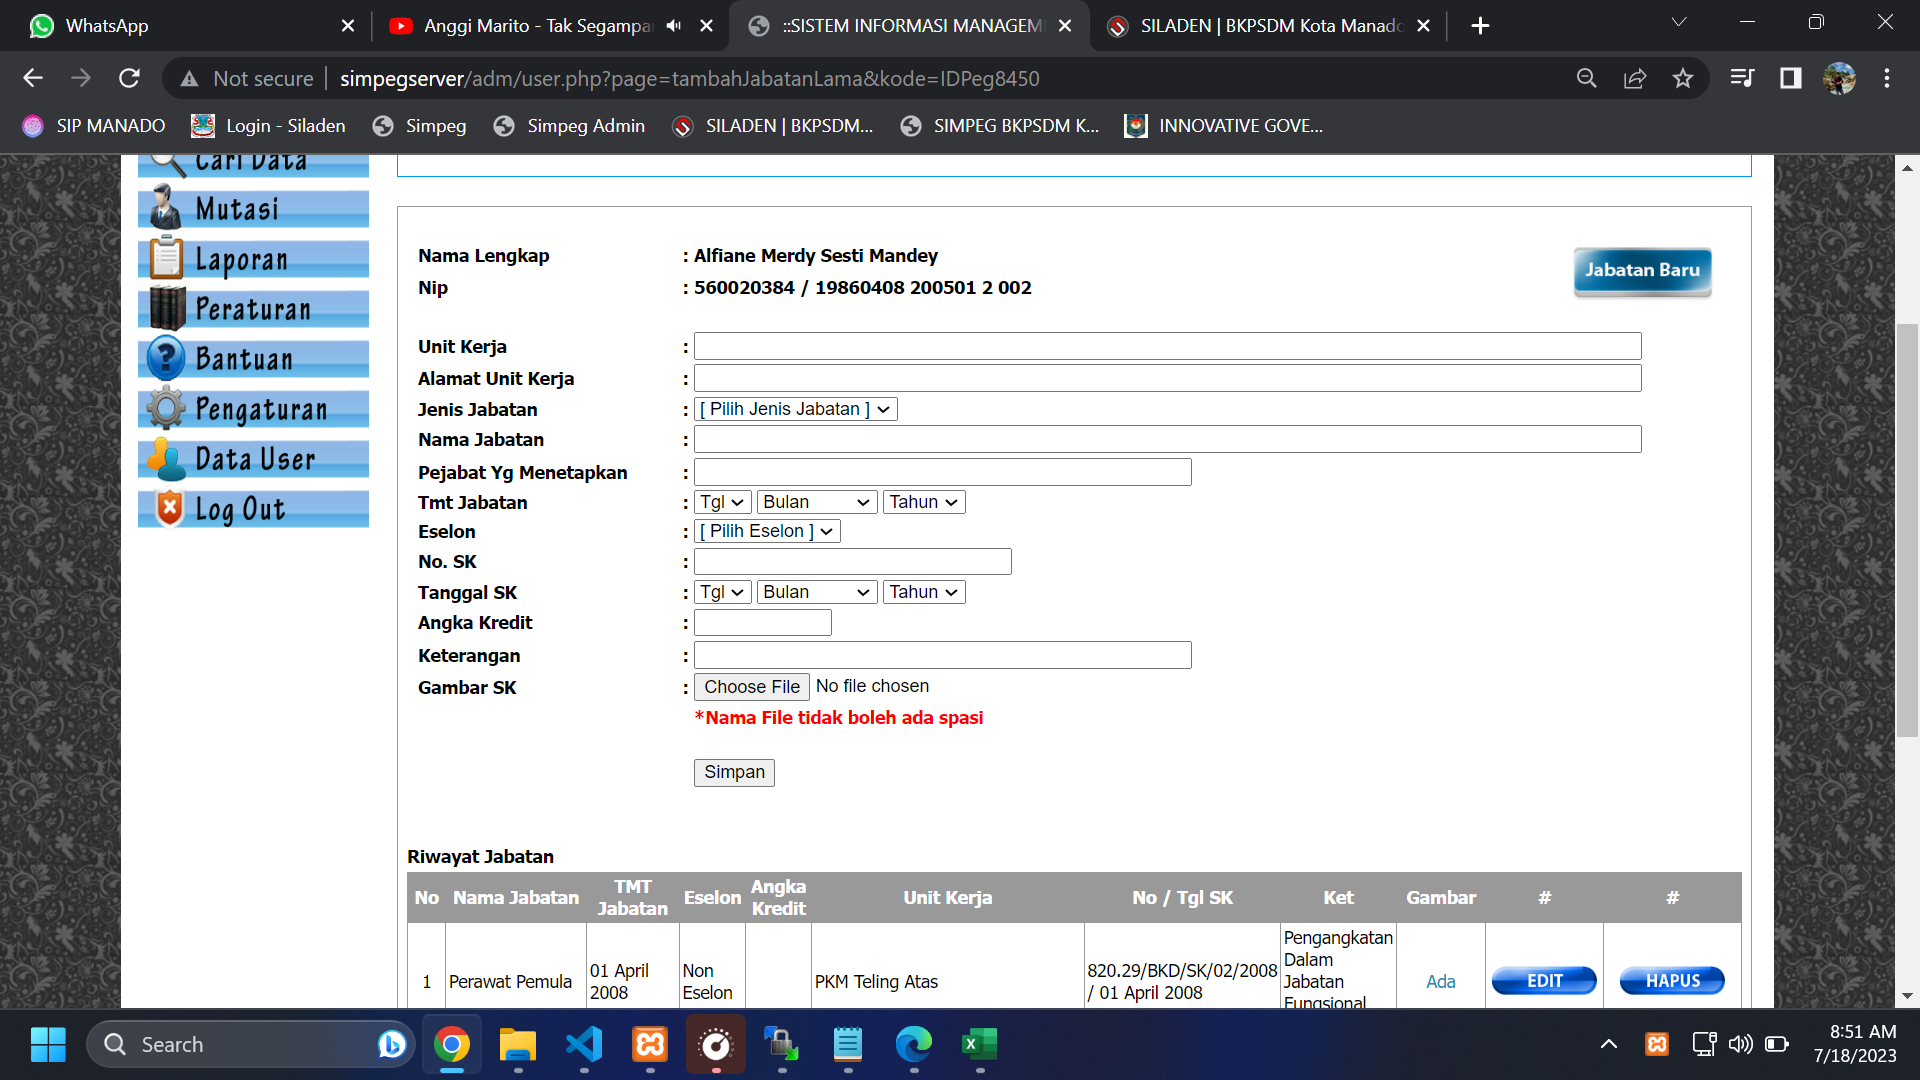 WhatsApp
Anggi Marito - Tak Segampa
::SISTEM INFORMASI MANAGEM
SILADEN | BKPSDM Kota Manado
Not secure
simpegserver/adm/user.php?page=tambahJabatanLama&kode=IDPeg8450
SIP MANADO
Login - Siladen
Simpeg
Simpeg Admin
SILADEN | BKPSDM...
SIMPEG BKPSDM K...
INNOVATIVE GOVE...
Cari Data
Mutasi
Laporan
Peraturan
Bantuan
Pengaturan
Data User
Log Out
Nama Lengkap : Alfiane Merdy Sesti Mandey
Jabatan Baru
Nip : 560020384 / 19860408 200501 2 002
Unit Kerja :
Alamat Unit Kerja :
Jenis Jabatan : [ Pilih Jenis Jabatan ]
Nama Jabatan :
Pejabat Yg Menetapkan :
Tmt Jabatan : Tgl Bulan Tahun
Eselon : [ Pilih Eselon ]
No. SK :
Tanggal SK : Tgl Bulan Tahun
Angka Kredit :
Keterangan :
Gambar SK : Choose File No file chosen
*Nama File tidak boleh ada spasi
Simpan
Riwayat Jabatan
No Nama Jabatan TMT Jabatan Eselon Angka Kredit Unit Kerja No / Tgl SK Ket Gambar # #
1 Perawat Pemula 01 April 2008 Non Eselon PKM Teling Atas 820.29/BKD/SK/02/2008 / 01 April 2008 Pengangkatan Dalam Jabatan Fungsional Ada EDIT HAPUS
Search
8:51 AM
7/18/2023